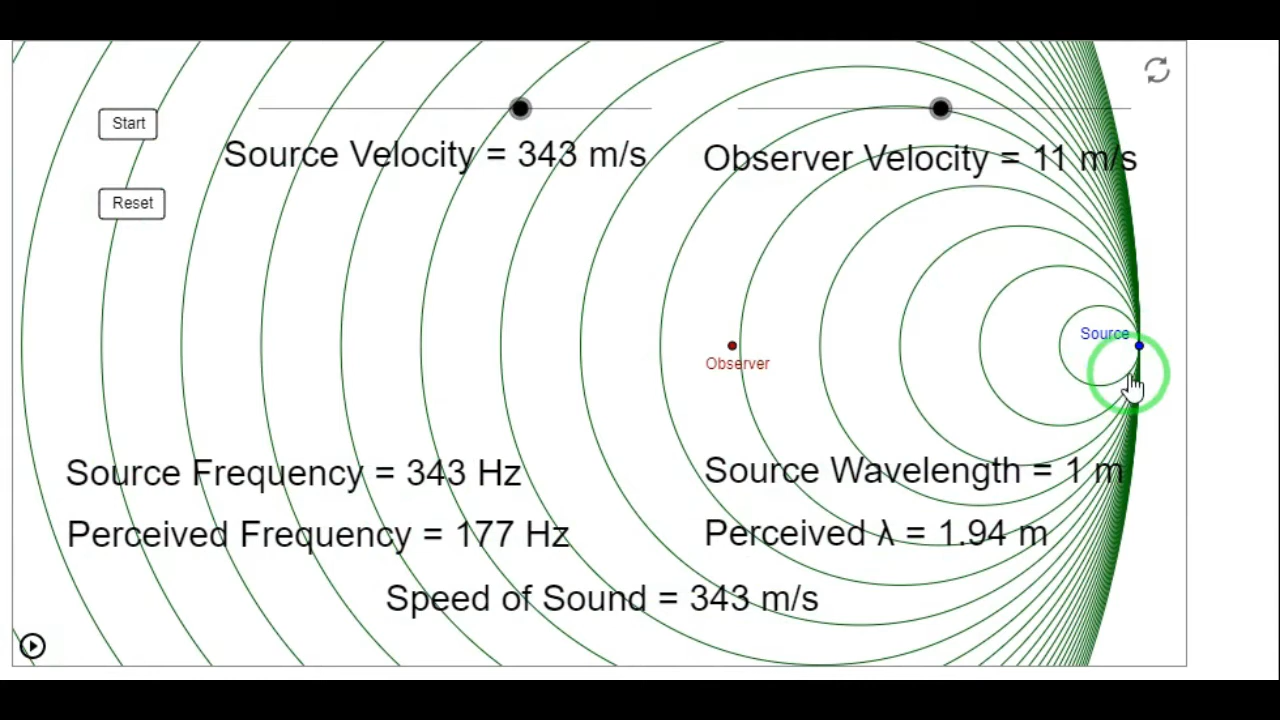 Start
Source Velocity = 343 m/s
Observer Velocity = 11 m/s
Reset
Source
Observer
Source Frequency = 343 Hz
Source Wavelength = 1 m
Perceived Frequency = 177 Hz
Perceived λ = 1.94 m
Speed of Sound = 343 m/s